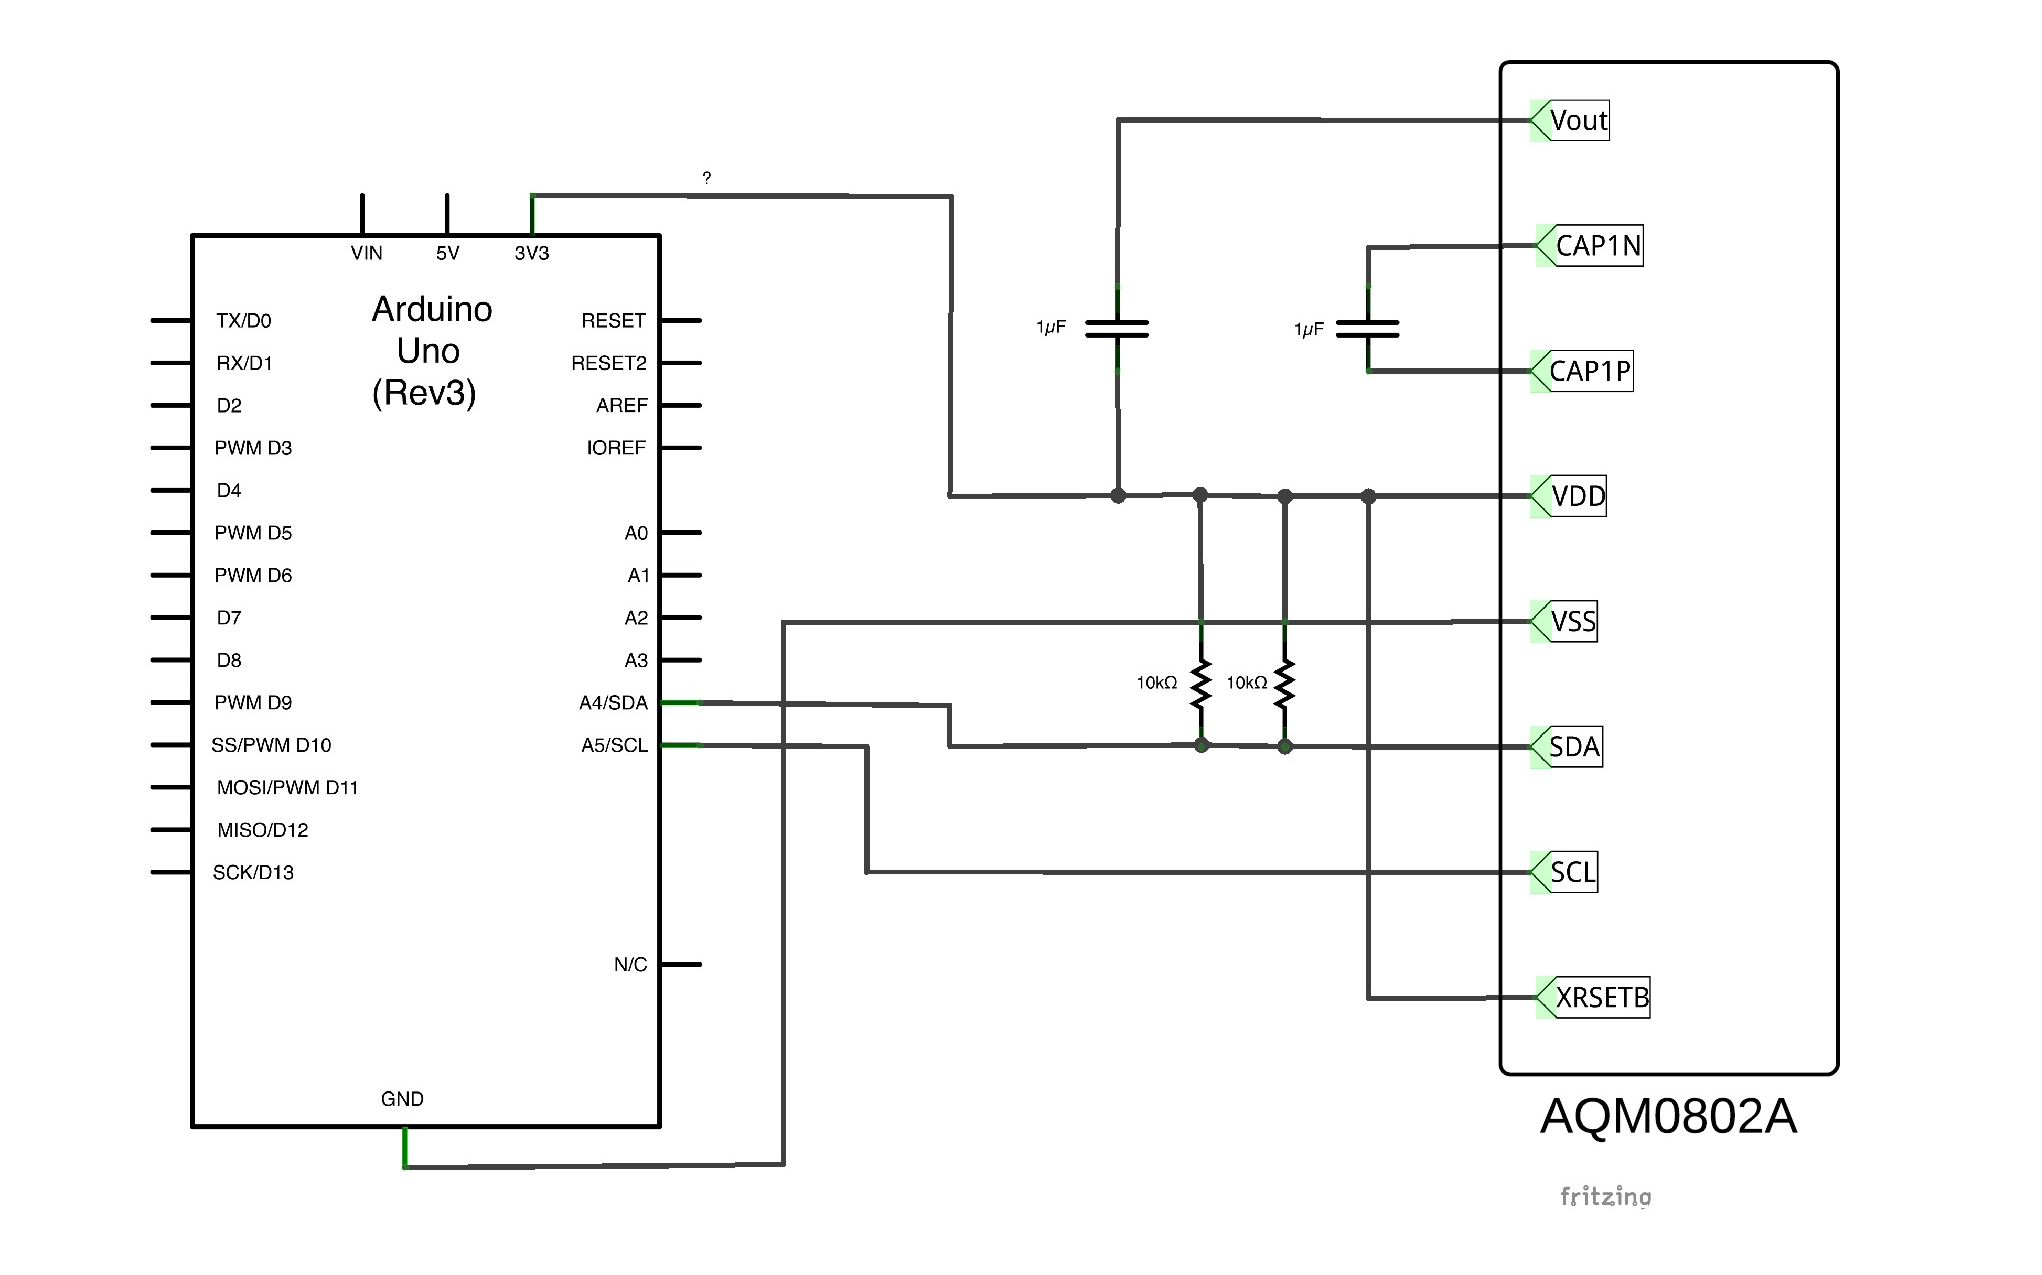 ?
VIN
5V
3V3
Arduino
Uno
(Rev3)
TX/D0
RX/D1
D2
PWM D3
D4
PWM D5
PWM D6
D7
D8
PWM D9
SS/PWM D10
MOSI/PWM D11
MISO/D12
SCK/D13
RESET
RESET2
AREF
IOREF
A0
A1
A2
A3
A4/SDA
A5/SCL
N/C
GND
1µF
1µF
10kΩ
10kΩ
Vout
CAP1N
CAP1P
VDD
VSS
SDA
SCL
XRSETB
AQM0802A
fritzing